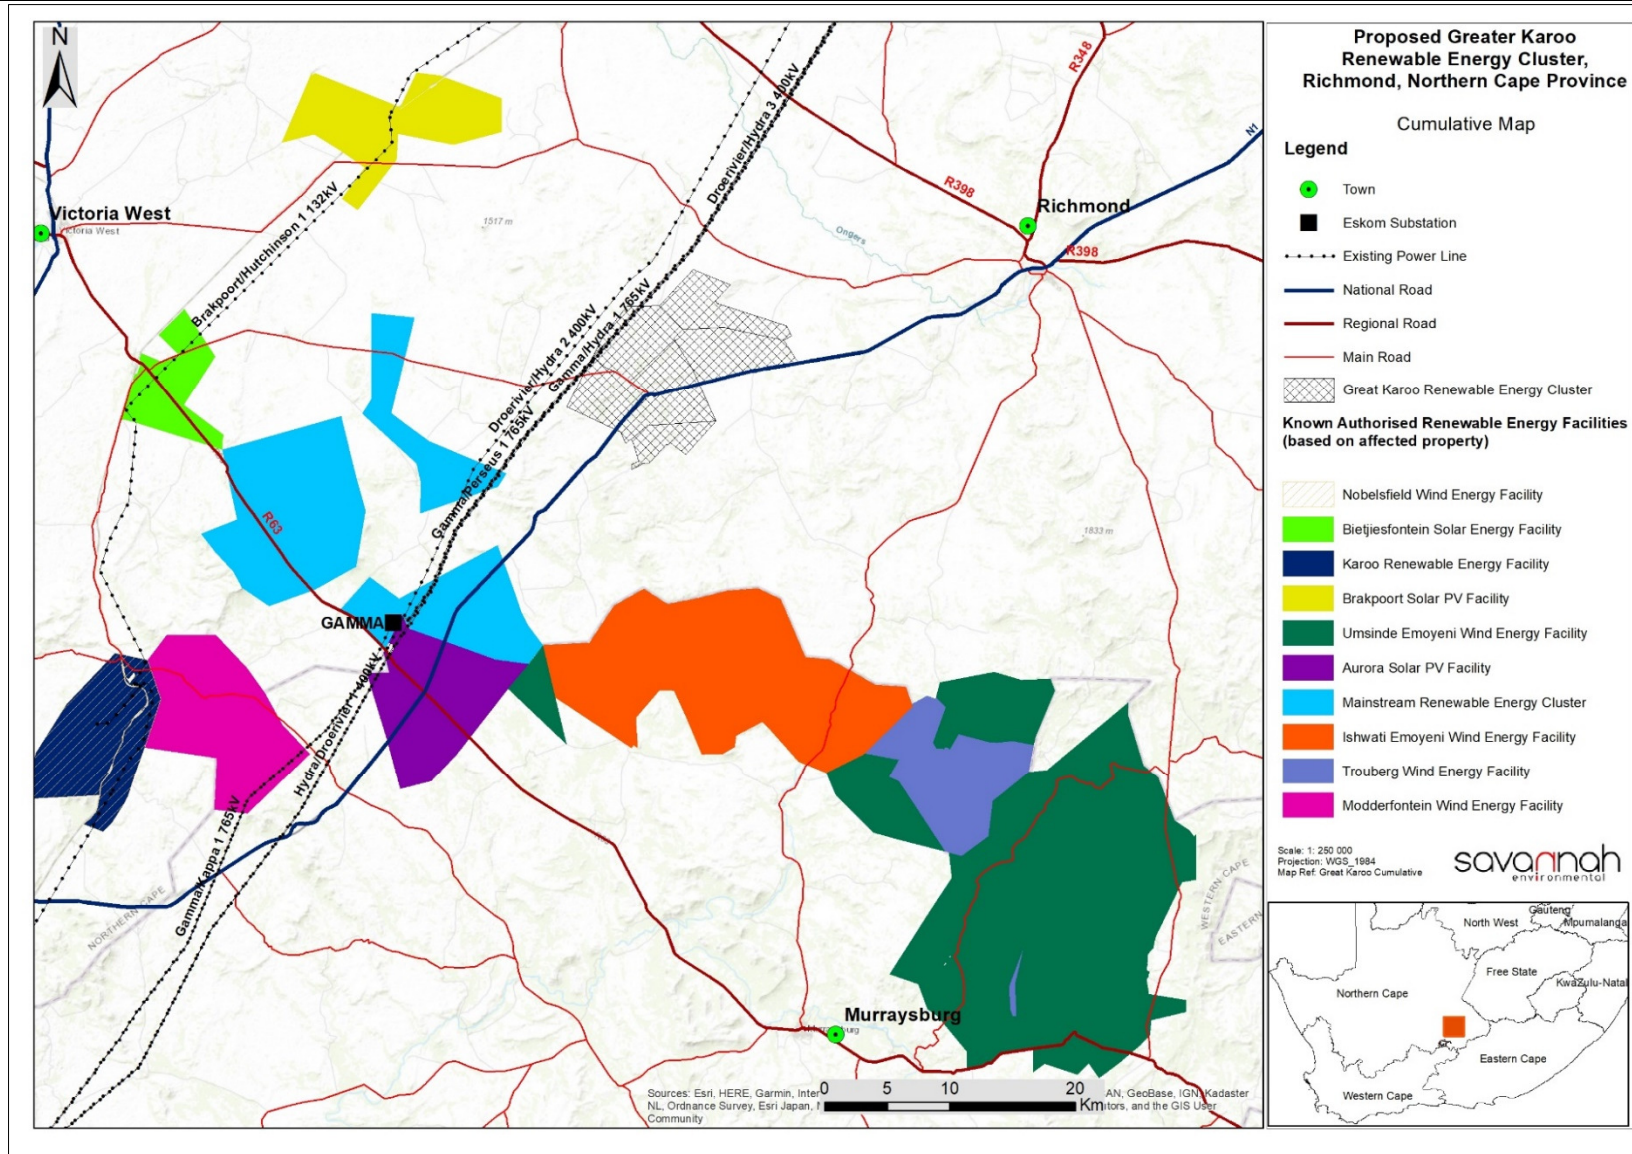 N
Victoria West
Victoria West
Brakpoort/Hutchinson 1 132kV
1517 m
Droerivier/Hydra 3 400kV
R348
R398
N1
Richmond
Ongers
R398
Droerivier/Hydra 2 400kV
Gamma/Hydra 1 765kV
Gamma/Perseus 1 765kV
R63
1833 m
GAMMA
Hydra/Droerivier 1 400kV
Gamma/Kappa 1 765kV
NORTHERN CAPE
WESTERN CAPE
EASTERN
Murraysburg
Sources: Esri, HERE, Garmin, Inter AN, GeoBase, IGN, Kadaster
NL, Ordnance Survey, Esri Japan, tors, and the GIS User
Community
0 5 10 20
Km
Proposed Greater Karoo
Renewable Energy Cluster,
Richmond, Northern Cape Province
Cumulative Map
Legend
Town
Eskom Substation
Existing Power Line
National Road
Regional Road
Main Road
Great Karoo Renewable Energy Cluster
Known Authorised Renewable Energy Facilities
(based on affected property)
Nobelsfield Wind Energy Facility
Bietjiesfontein Solar Energy Facility
Karoo Renewable Energy Facility
Brakpoort Solar PV Facility
Umsinde Emoyeni Wind Energy Facility
Aurora Solar PV Facility
Mainstream Renewable Energy Cluster
Ishwati Emoyeni Wind Energy Facility
Trouberg Wind Energy Facility
Modderfontein Wind Energy Facility
Scale: 1: 250 000
Projection: WGS_1984
Map Ref: Great Karoo Cumulative
savannah
environmental
Gauteng
North West
Mpumalanga
Free State
KwaZulu-Natal
Northern Cape
Eastern Cape
Western Cape